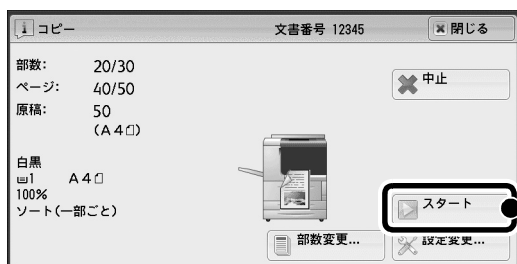 コピー 文書番号 12345 閉じる
部数: 20/30
ページ: 40/50
中止
原稿: 50
(A4)
白黒
1 A4
100%
ソート(一部ごと)
スタート
部数変更... 設定変更...